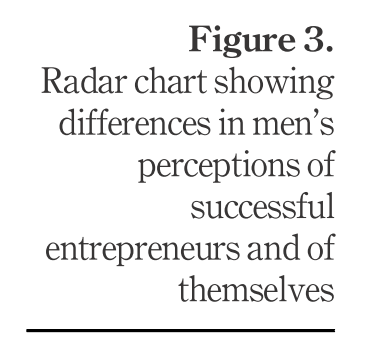 Figure 3.
Radar chart showing
differences in men’s
perceptions of
successful
entrepreneurs and of
themselves